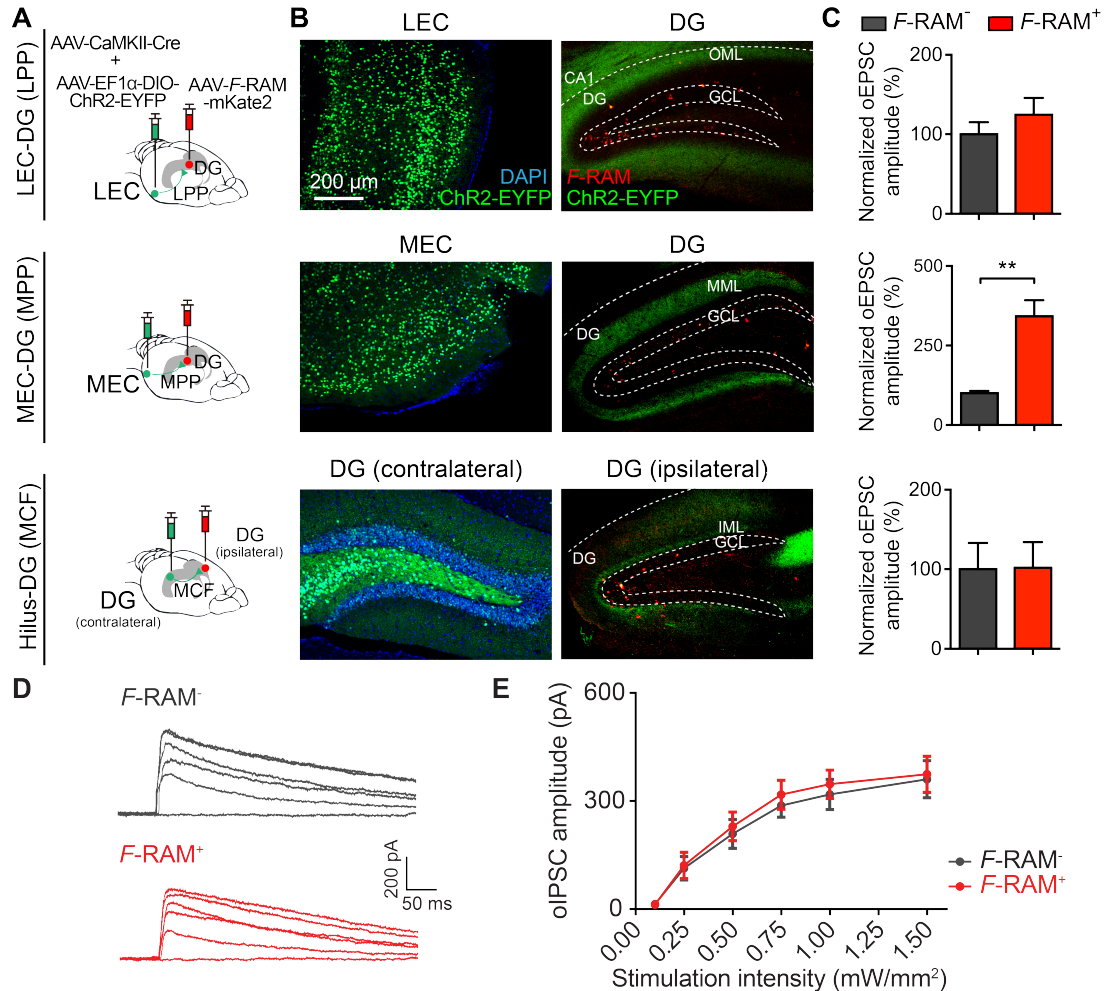 A
LEC-DG (LPP)
AAV-CaMKII-Cre
+
AAV-EF1α-DIO-
ChR2-EYFP
AAV-F-RAM
-mKate2
DG
LPP
LEC
MEC-DG (MPP)
DG
MPP
MEC
Hilus-DG (MCF)
DG
(ipsilateral)
MCF
DG
(contralateral)
B
LEC
DG
200 µm
DAPI
ChR2-EYFP
OML
CA1
DG
GCL
F-RAM
ChR2-EYFP
MEC
DG
MML
GCL
DG
DG (contralateral)
DG (ipsilateral)
IML
GCL
DG
C
F-RAM-
F-RAM+
Normalized oEPSC
amplitude (%)
200
100
0
Normalized oEPSC
amplitude (%)
500
250
0
**
Normalized oEPSC
amplitude (%)
200
100
0
D
F-RAM-
F-RAM+
200 pA
50 ms
E
oIPSC amplitude (pA)
600
300
0
0.00
0.25
0.50
0.75
1.00
1.25
1.50
Stimulation intensity (mW/mm²)
F-RAM-
F-RAM+